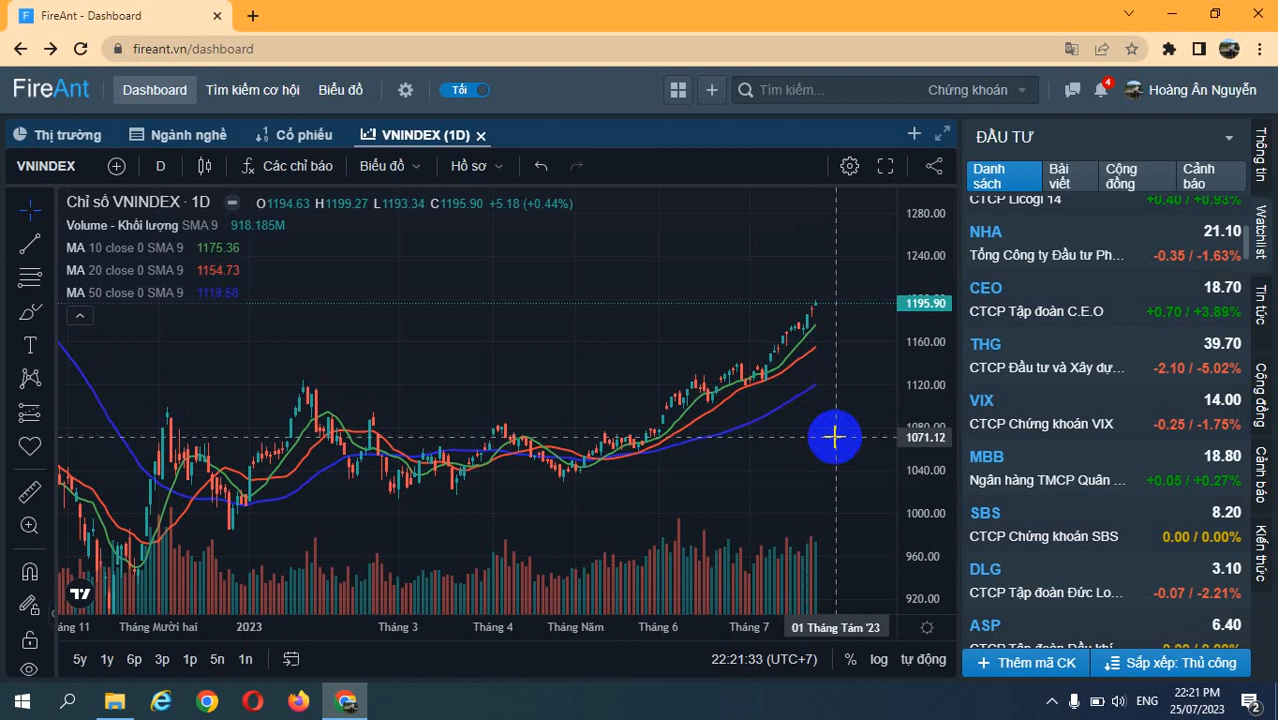 FireAnt - Dashboard
fireant.vn/dashboard
FireAnt Dashboard Tìm kiếm cơ hội Biểu đồ Tối Tìm kiếm... Chứng khoán 4 Hoàng Ân Nguyễn
Thị trường Ngành nghề Cổ phiếu VNINDEX (1D)
VNINDEX D Các chỉ báo Biểu đồ Hồ sơ
Chỉ số VNINDEX · 1D O1194.63 H1199.27 L1193.34 C1195.90 +5.18 (+0.44%)
Volume - Khối lượng SMA 9 918.185M
MA 10 close 0 SMA 9 1175.36
MA 20 close 0 SMA 9 1154.73
MA 50 close 0 SMA 9 1119.58
1280.00
1240.00
1195.90
1160.00
1120.00
1071.12
1040.00
1000.00
960.00
920.00
Tháng Mười hai 2023 Tháng 3 Tháng 4 Tháng Năm Tháng 6 Tháng 7 01 Tháng Tám '23
5y 1y 6p 3p 1p 5n 1n 22:21:33 (UTC+7) % log tự động
ĐẦU TƯ
Danh sách Bài viết Cộng đồng Cảnh báo
CTCP Licogi 14 +0.40 / +0.93%
NHA 21.10
Tổng Công ty Đầu tư Ph... -0.35 / -1.63%
CEO 18.70
CTCP Tập đoàn C.E.O +0.70 / +3.89%
THG 39.70
CTCP Đầu tư và Xây dự... -2.10 / -5.02%
VIX 14.00
CTCP Chứng khoán VIX -0.25 / -1.75%
MBB 18.80
Ngân hàng TMCP Quân ... +0.05 / +0.27%
SBS 8.20
CTCP Chứng khoán SBS 0.00 / 0.00%
DLG 3.10
CTCP Tập đoàn Đức Lo... -0.07 / -2.21%
ASP 6.40
Thêm mã CK Sắp xếp: Thủ công
Thông tin
Watchlist
Tin tức
Cộng đồng
Cảnh báo
Kiến thức
ENG 22:21 PM
25/07/2023
2